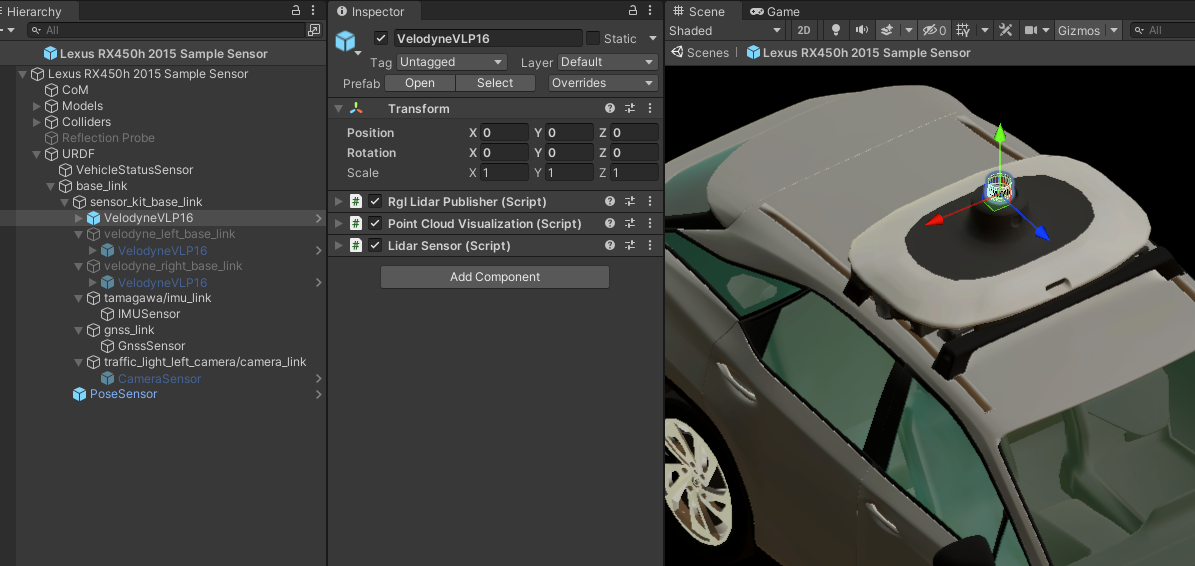 Hierarchy
All
Lexus RX450h 2015 Sample Sensor
Lexus RX450h 2015 Sample Sensor
CoM
Models
Colliders
Reflection Probe
URDF
VehicleStatusSensor
base_link
sensor_kit_base_link
VelodyneVLP16
velodyne_left_base_link
VelodyneVLP16
velodyne_right_base_link
VelodyneVLP16
tamagawa/imu_link
IMUSensor
gnss_link
GnssSensor
traffic_light_left_camera/camera_link
CameraSensor
PoseSensor
Inspector
VelodyneVLP16 Static
Tag Untagged Layer Default
Prefab Open Select Overrides
Transform
Position X 0 Y 0 Z 0
Rotation X 0 Y 0 Z 0
Scale X 1 Y 1 Z 1
# Rgl Lidar Publisher (Script)
# Point Cloud Visualization (Script)
# Lidar Sensor (Script)
Add Component
Scene Game
Shaded 2D 0 Gizmos All
Scenes Lexus RX450h 2015 Sample Sensor